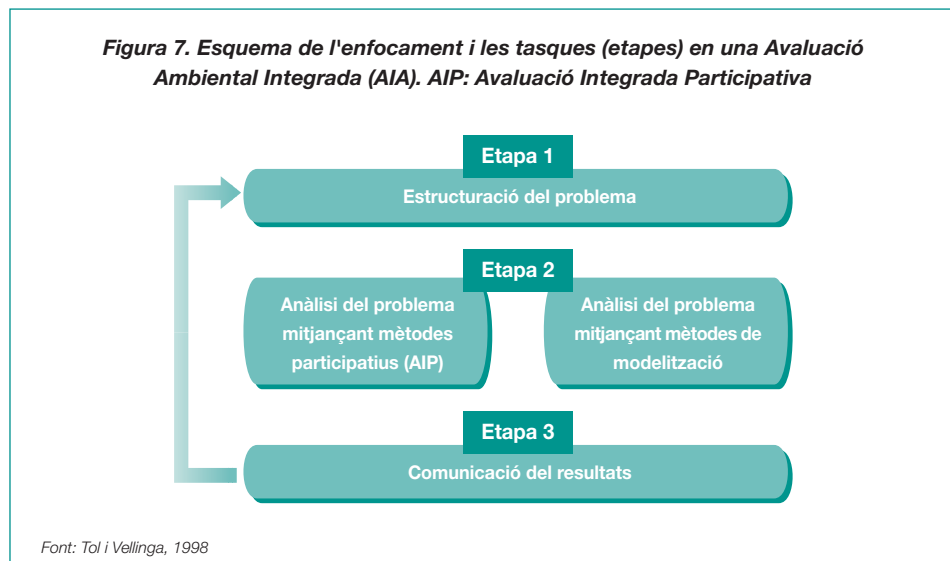 Figura 7. Esquema de l'enfocament i les tasques (etapes) en una Avaluació
Ambiental Integrada (AIA). AIP: Avaluació Integrada Participativa
Etapa 1
Estructuració del problema
Etapa 2
Anàlisi del problema
mitjançant mètodes
participatius (AIP)
Anàlisi del problema
mitjançant mètodes de
modelització
Etapa 3
Comunicació del resultats
Font: Tol i Vellinga, 1998